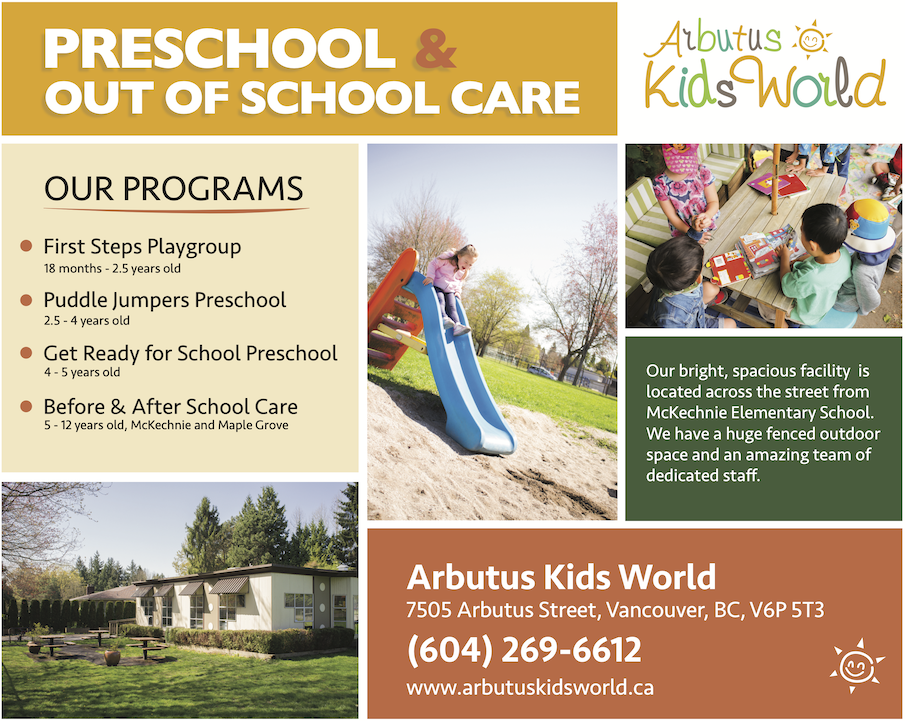 PRESCHOOL &
OUT OF SCHOOL CARE
Arbutus
Kids World
OUR PROGRAMS
First Steps Playgroup
18 months - 2.5 years old
Puddle Jumpers Preschool
2.5 - 4 years old
Get Ready for School Preschool
4 - 5 years old
Before & After School Care
5 - 12 years old, McKechnie and Maple Grove
Our bright, spacious facility is
located across the street from
McKechnie Elementary School.
We have a huge fenced outdoor
space and an amazing team of
dedicated staff.
Arbutus Kids World
7505 Arbutus Street, Vancouver, BC, V6P 5T3
(604) 269-6612
www.arbutuskidsworld.ca